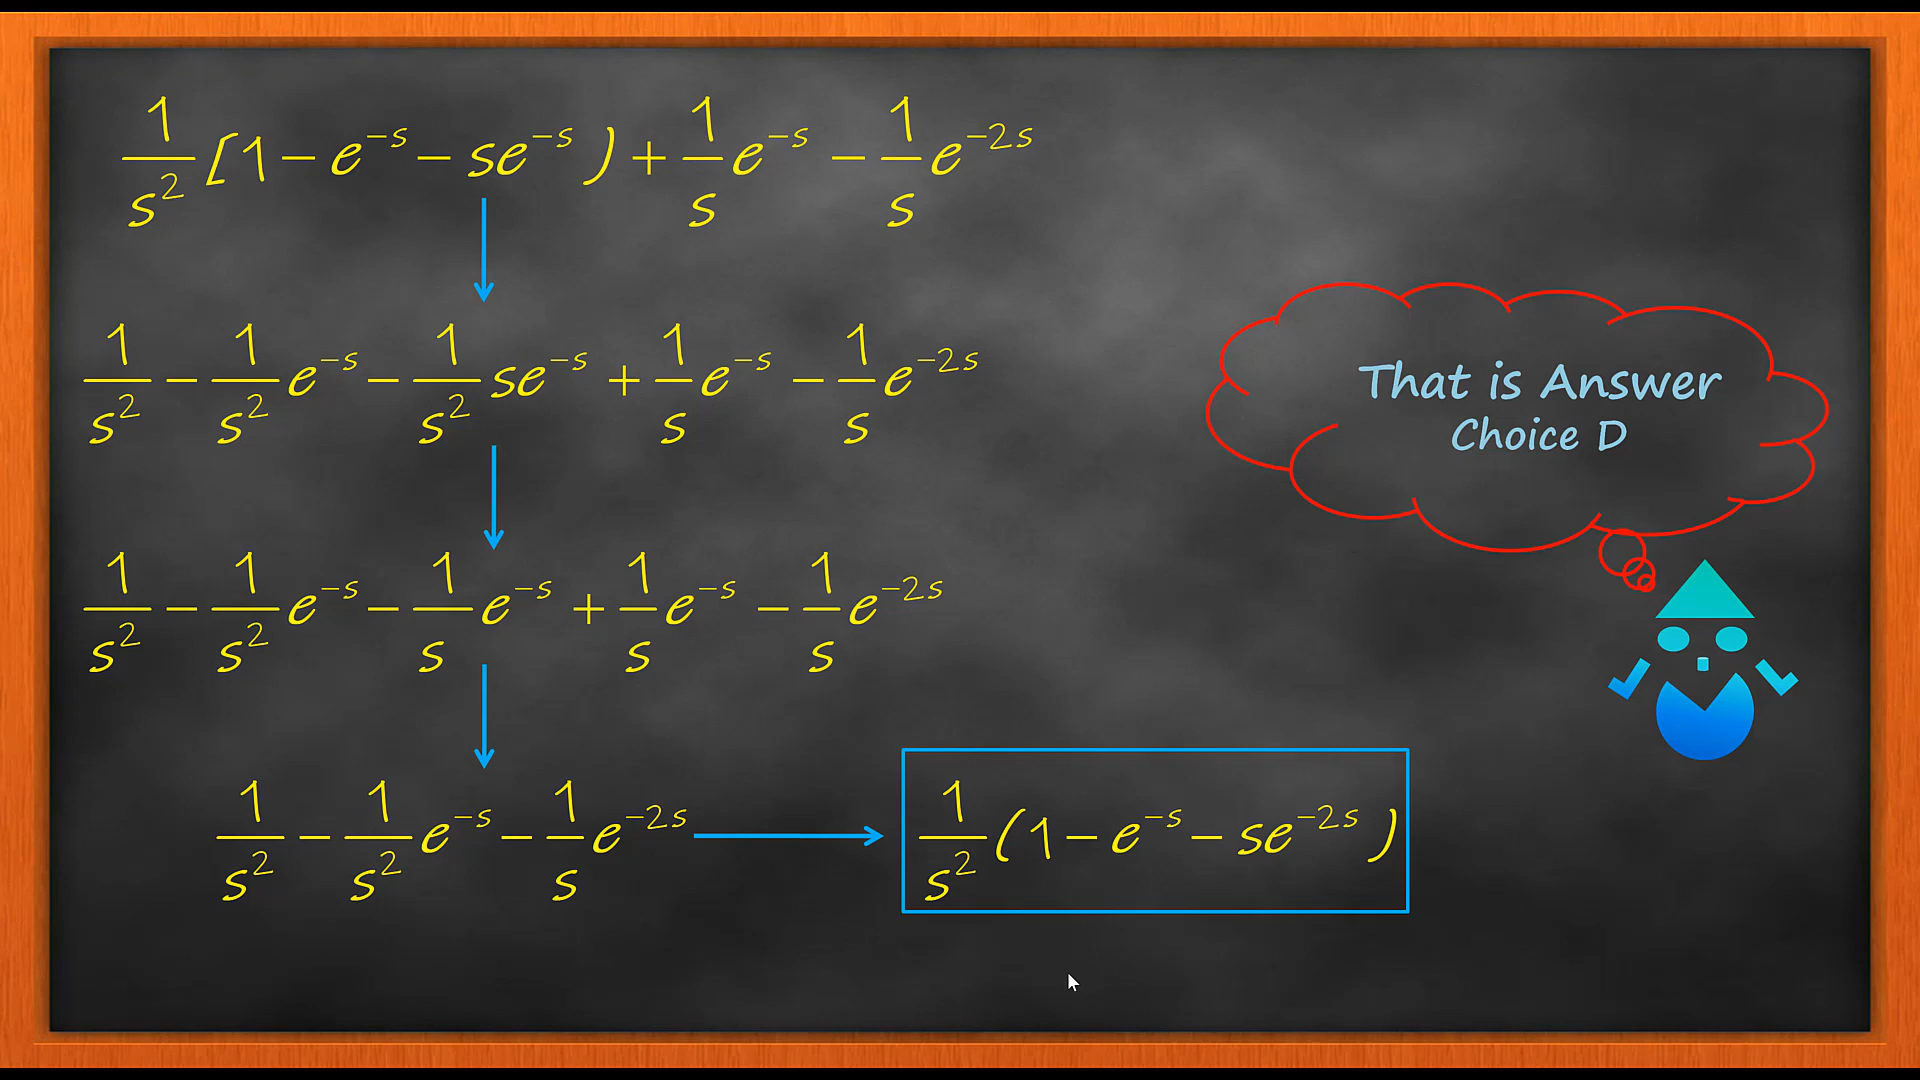 1/s² [1 − e^−s − se^−s ) + 1/s e^−s − 1/s e^−2s
1/s² − 1/s² e^−s − 1/s² se^−s + 1/s e^−s − 1/s e^−2s
That is Answer
Choice D
1/s² − 1/s² e^−s − 1/s e^−s + 1/s e^−s − 1/s e^−2s
1/s² − 1/s² e^−s − 1/s e^−2s
1/s² (1 − e^−s − se^−2s )